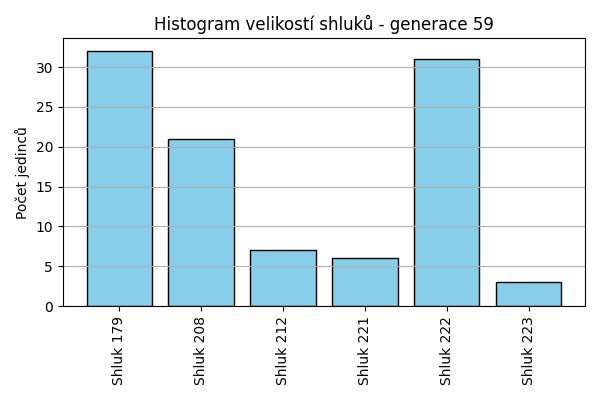 Histogram velikostí shluků - generace 59
Počet jedinců
30
25
20
15
10
5
0
Shluk 179
Shluk 208
Shluk 212
Shluk 221
Shluk 222
Shluk 223